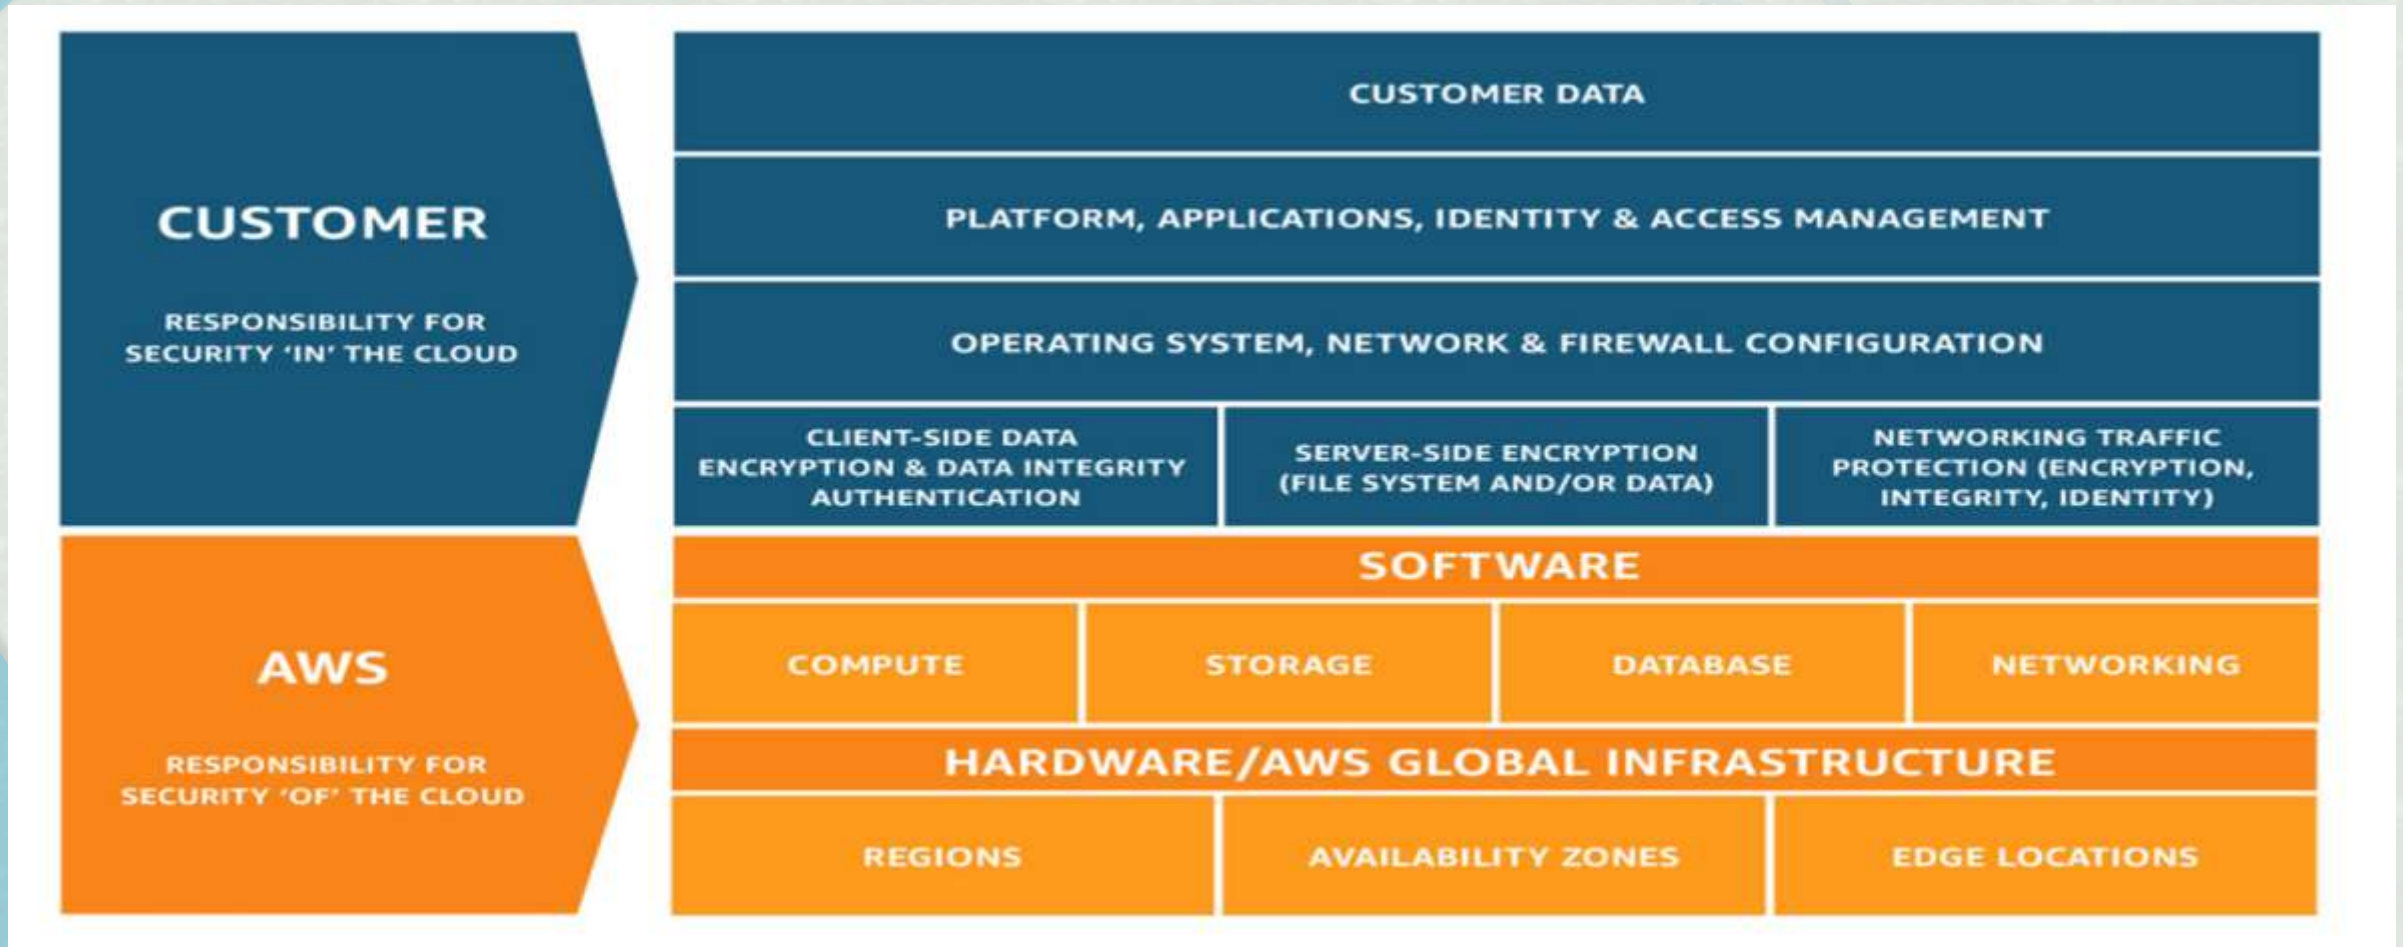 CUSTOMER
RESPONSIBILITY FOR
SECURITY ‘IN’ THE CLOUD
CUSTOMER DATA
PLATFORM, APPLICATIONS, IDENTITY & ACCESS MANAGEMENT
OPERATING SYSTEM, NETWORK & FIREWALL CONFIGURATION
CLIENT-SIDE DATA
ENCRYPTION & DATA INTEGRITY
AUTHENTICATION
SERVER-SIDE ENCRYPTION
(FILE SYSTEM AND/OR DATA)
NETWORKING TRAFFIC
PROTECTION (ENCRYPTION,
INTEGRITY, IDENTITY)
AWS
RESPONSIBILITY FOR
SECURITY ‘OF’ THE CLOUD
SOFTWARE
COMPUTE
STORAGE
DATABASE
NETWORKING
HARDWARE/AWS GLOBAL INFRASTRUCTURE
REGIONS
AVAILABILITY ZONES
EDGE LOCATIONS